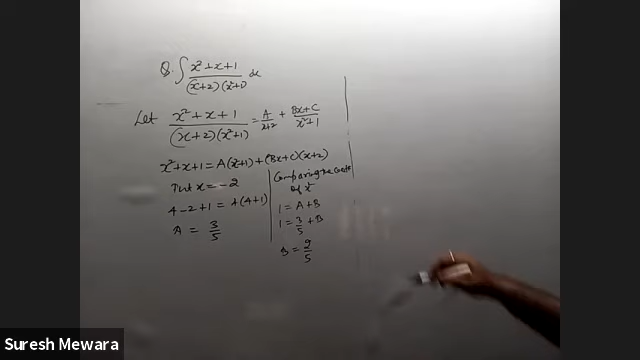 Q. ∫ x²+x+1 / (x+2)(x²+1) dx
Let x²+x+1 / (x+2)(x²+1) = A/x+2 + Bx+C/x²+1
x²+x+1 = A(x²+1)+(Bx+C)(x+2)
Put x = -2
4-2+1 = A(4+1)
A = 3/5
Comparing the Coeff
of x²
1 = A+B
1 = 3/5 + B
B = 2/5
Suresh Mewara